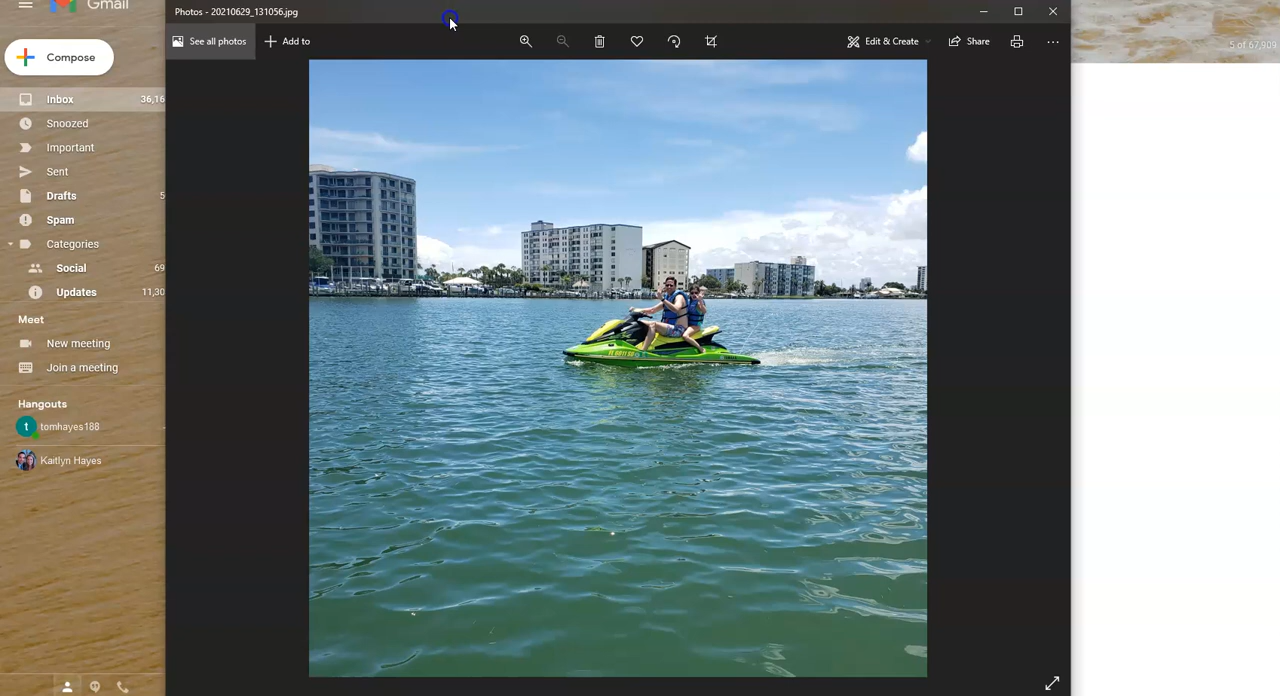 Gmail
Compose
Inbox 36,16
Snoozed
Important
Sent
Drafts 5
Spam
Categories
Social 69
Updates 11,30
Meet
New meeting
Join a meeting
Hangouts
t tomhayes188
Kaitlyn Hayes
Photos - 20210629_131056.jpg
See all photos
Add to
Edit & Create
Share
5 of 67,909